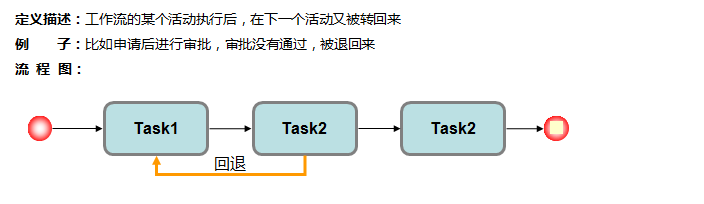 定义描述：工作流的某个活动执行后，在下一个活动又被转回来
例 子：比如申请后进行审批，审批没有通过，被退回来
流 程 图：
Task1 Task2 Task2
回退